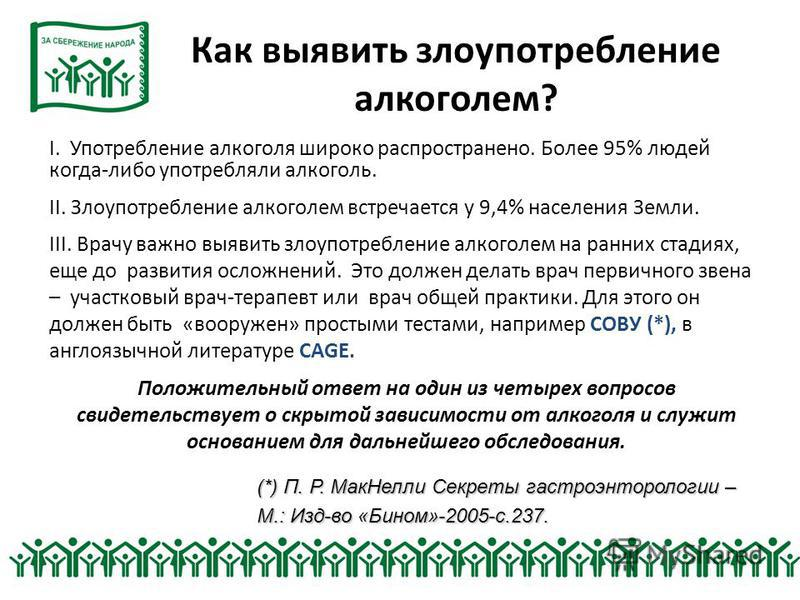 ЗА СБЕРЕЖЕНИЕ НАРОДА
Как выявить злоупотребление
алкоголем?
I. Употребление алкоголя широко распространено. Более 95% людей
когда-либо употребляли алкоголь.
II. Злоупотребление алкоголем встречается у 9,4% населения Земли.
III. Врачу важно выявить злоупотребление алкоголем на ранних стадиях,
еще до развития осложнений. Это должен делать врач первичного звена
– участковый врач-терапевт или врач общей практики. Для этого он
должен быть «вооружен» простыми тестами, например СОВУ (*), в
англоязычной литературе CAGE.
Положительный ответ на один из четырех вопросов
свидетельствует о скрытой зависимости от алкоголя и служит
основанием для дальнейшего обследования.
(*) П. Р. МакНелли Секреты гастроэнторологии –
М.: Изд-во «Бином»-2005-с.237.
MyShared